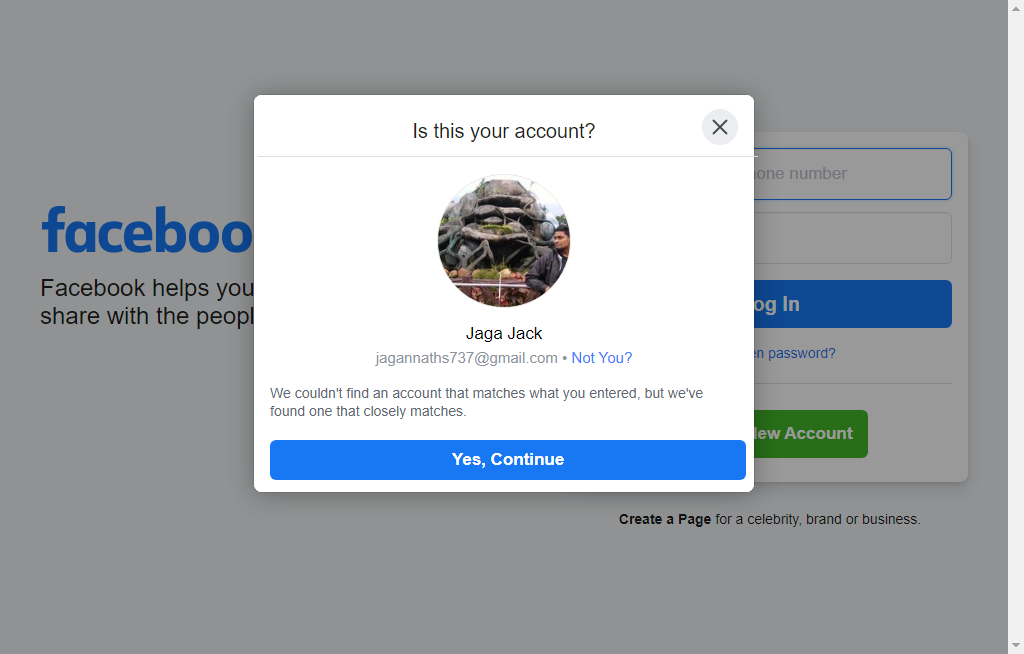 Is this your account?
faceboo
Facebook helps you
share with the peopl
Jaga Jack
jagannaths737@gmail.com • Not You?
We couldn't find an account that matches what you entered, but we've
found one that closely matches.
Yes, Continue
one number
og In
en password?
ew Account
Create a Page for a celebrity, brand or business.